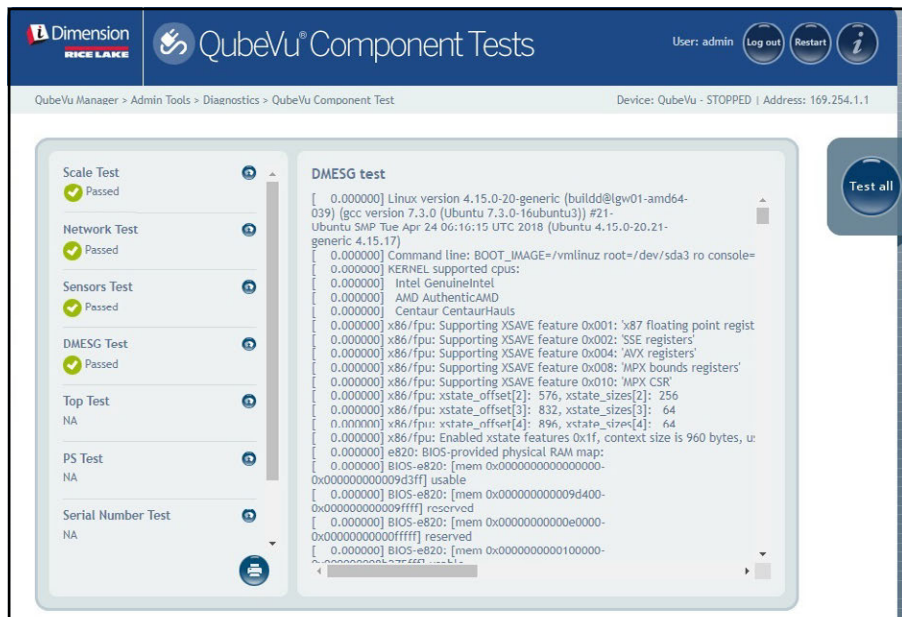 iDimension
RICE LAKE
QubeVu® Component Tests
User: admin
Log out
Restart
i
QubeVu Manager > Admin Tools > Diagnostics > QubeVu Component Test
Device: QubeVu - STOPPED | Address: 169.254.1.1
Scale Test
Passed
Network Test
Passed
Sensors Test
Passed
DMESG Test
Passed
Top Test
NA
PS Test
NA
Serial Number Test
NA
DMESG test
[ 0.000000] Linux version 4.15.0-20-generic (buildd@lgw01-amd64-
039) (gcc version 7.3.0 (Ubuntu 7.3.0-16ubuntu3)) #21-
Ubuntu SMP Tue Apr 24 06:16:15 UTC 2018 (Ubuntu 4.15.0-20.21-
generic 4.15.17)
[ 0.000000] Command line: BOOT_IMAGE=/vmlinuz root=/dev/sda3 ro console=
[ 0.000000] KERNEL supported cpus:
[ 0.000000] Intel GenuineIntel
[ 0.000000] AMD AuthenticAMD
[ 0.000000] Centaur CentaurHauls
[ 0.000000] x86/fpu: Supporting XSAVE feature 0x001: 'x87 floating point regist
[ 0.000000] x86/fpu: Supporting XSAVE feature 0x002: 'SSE registers'
[ 0.000000] x86/fpu: Supporting XSAVE feature 0x004: 'AVX registers'
[ 0.000000] x86/fpu: Supporting XSAVE feature 0x008: 'MPX bounds registers'
[ 0.000000] x86/fpu: Supporting XSAVE feature 0x010: 'MPX CSR'
[ 0.000000] x86/fpu: xstate_offset[2]: 576, xstate_sizes[2]: 256
[ 0.000000] x86/fpu: xstate_offset[3]: 832, xstate_sizes[3]: 64
[ 0.000000] x86/fpu: xstate_offset[4]: 896, xstate_sizes[4]: 64
[ 0.000000] x86/fpu: Enabled xstate features 0x1f, context size is 960 bytes, u
[ 0.000000] e820: BIOS-provided physical RAM map:
[ 0.000000] BIOS-e820: [mem 0x0000000000000000-
0x000000000009d3ff] usable
[ 0.000000] BIOS-e820: [mem 0x000000000009d400-
0x000000000009ffff] reserved
[ 0.000000] BIOS-e820: [mem 0x00000000000e0000-
0x00000000000fffff] reserved
[ 0.000000] BIOS-e820: [mem 0x0000000000100000-
Test all